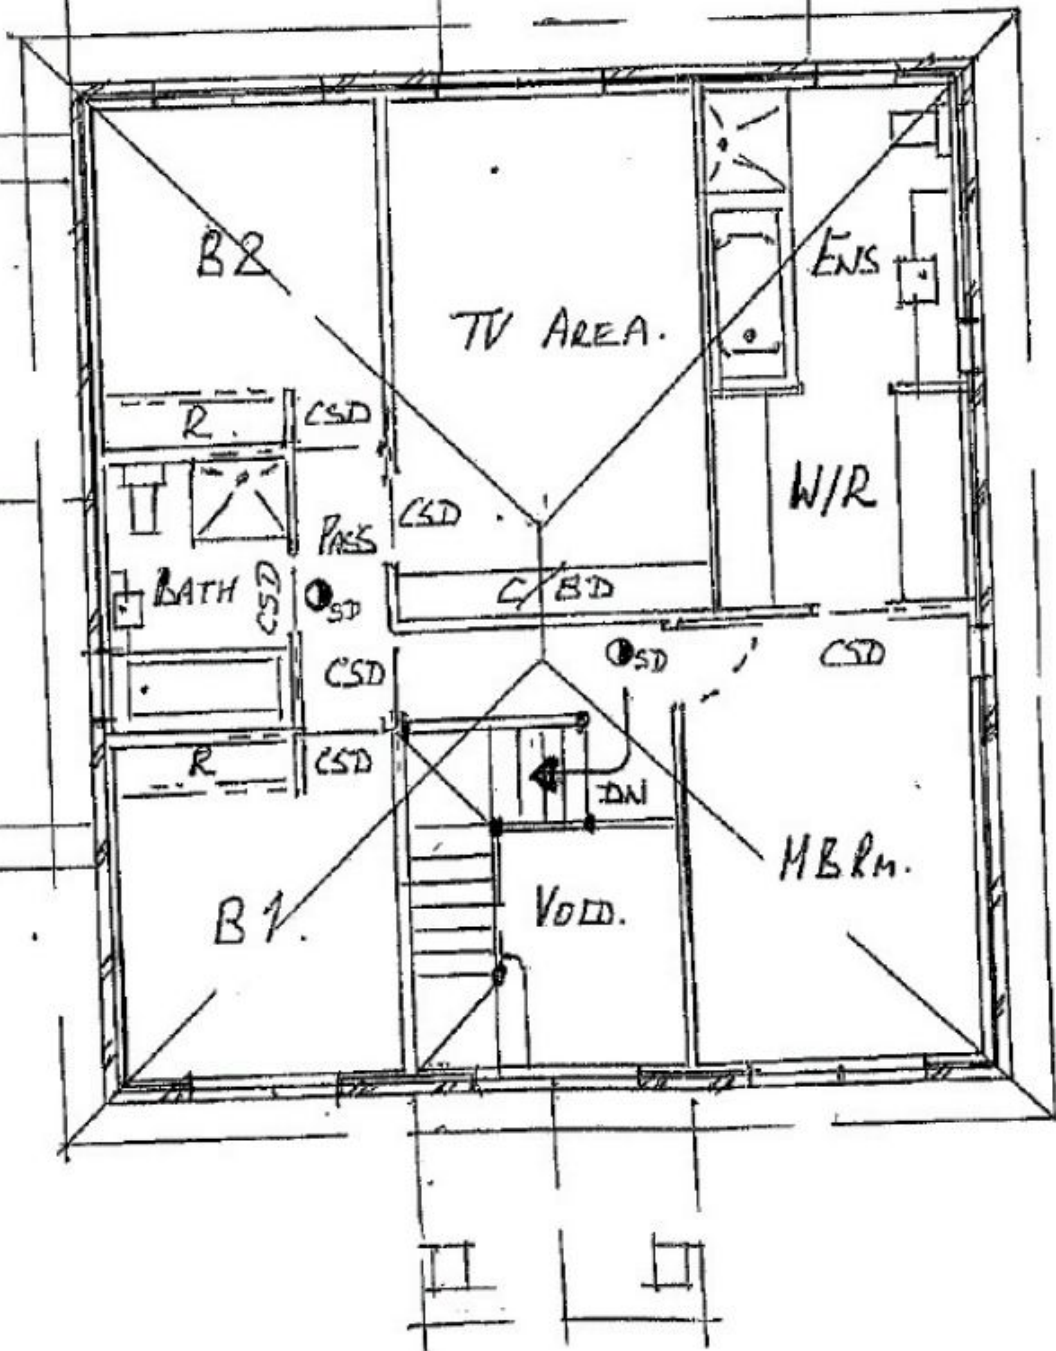 B2
TV AREA.
ENS
R.
CSD
W/R
PASS
CSD
BATH
CSD
SD
C/BD
SD
CSD
CSD
R
CSD
DN
MBRM.
B1.
VOID.